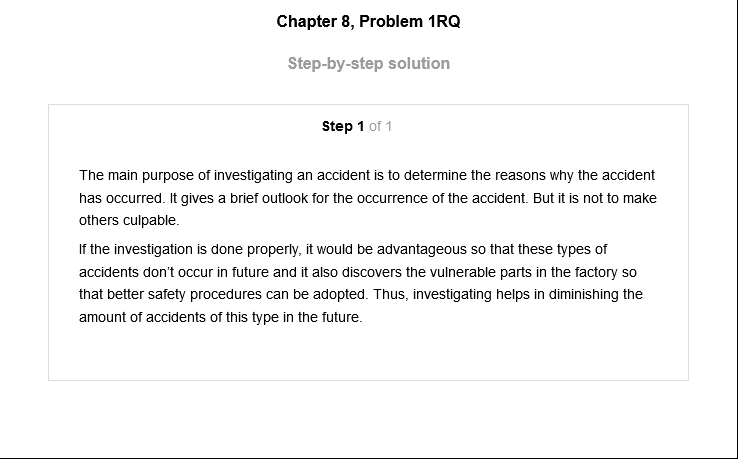 Chapter 8, Problem 1RQ
Step-by-step solution
Step 1 of 1
The main purpose of investigating an accident is to determine the reasons why the accident
has occurred. It gives a brief outlook for the occurrence of the accident. But it is not to make
others culpable.
If the investigation is done properly, it would be advantageous so that these types of
accidents don’t occur in future and it also discovers the vulnerable parts in the factory so
that better safety procedures can be adopted. Thus, investigating helps in diminishing the
amount of accidents of this type in the future.